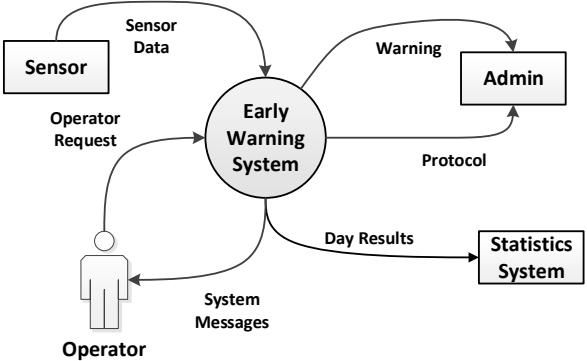 Sensor
Data
Sensor
Warning
Admin
Operator
Request
Early
Warning
System
Protocol
Day Results
Statistics
System
System
Messages
Operator